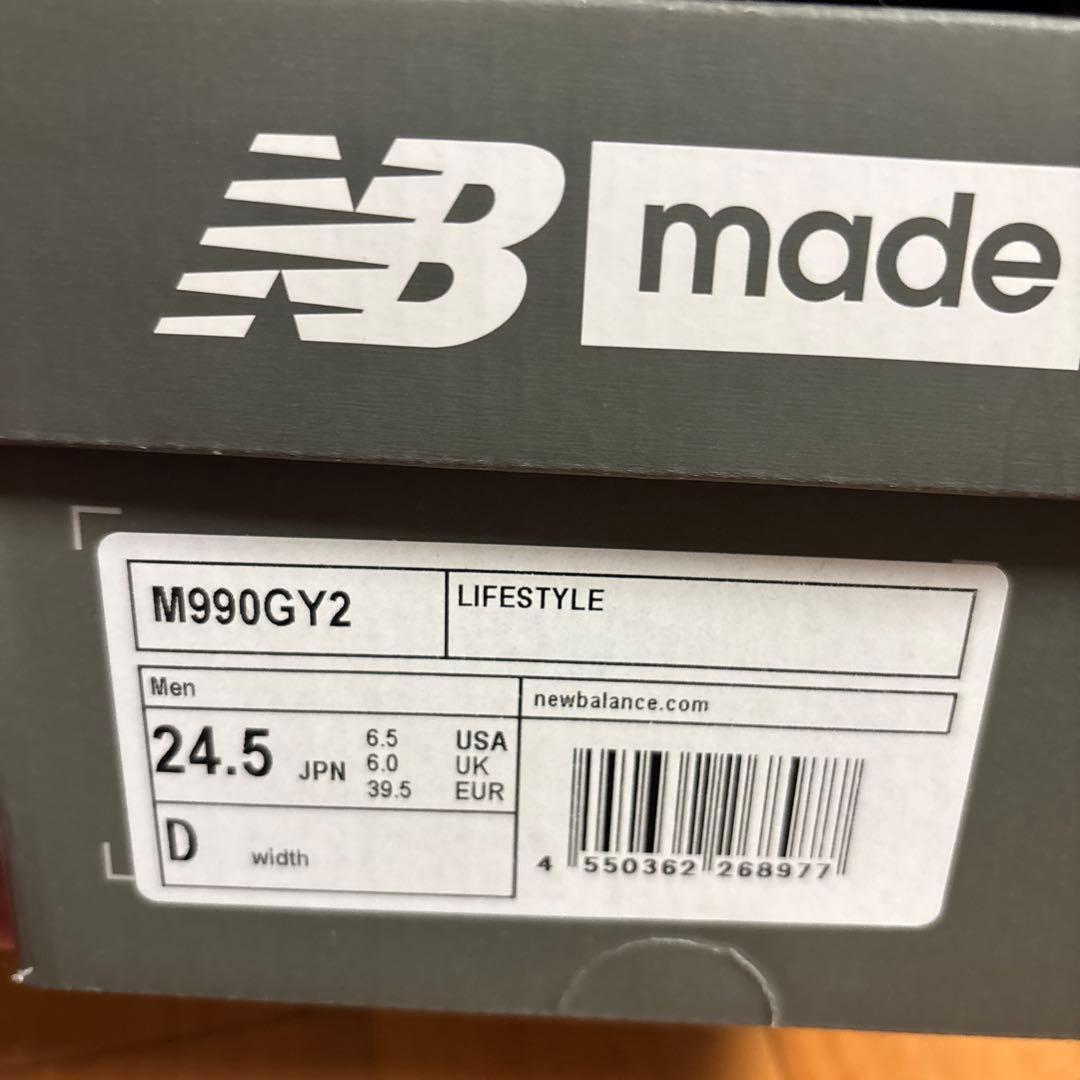 NB made
M990GY2
LIFESTYLE
Men
newbalance.com
24.5 JPN
6.5 USA
6.0 UK
39.5 EUR
D width
4 550362 268977